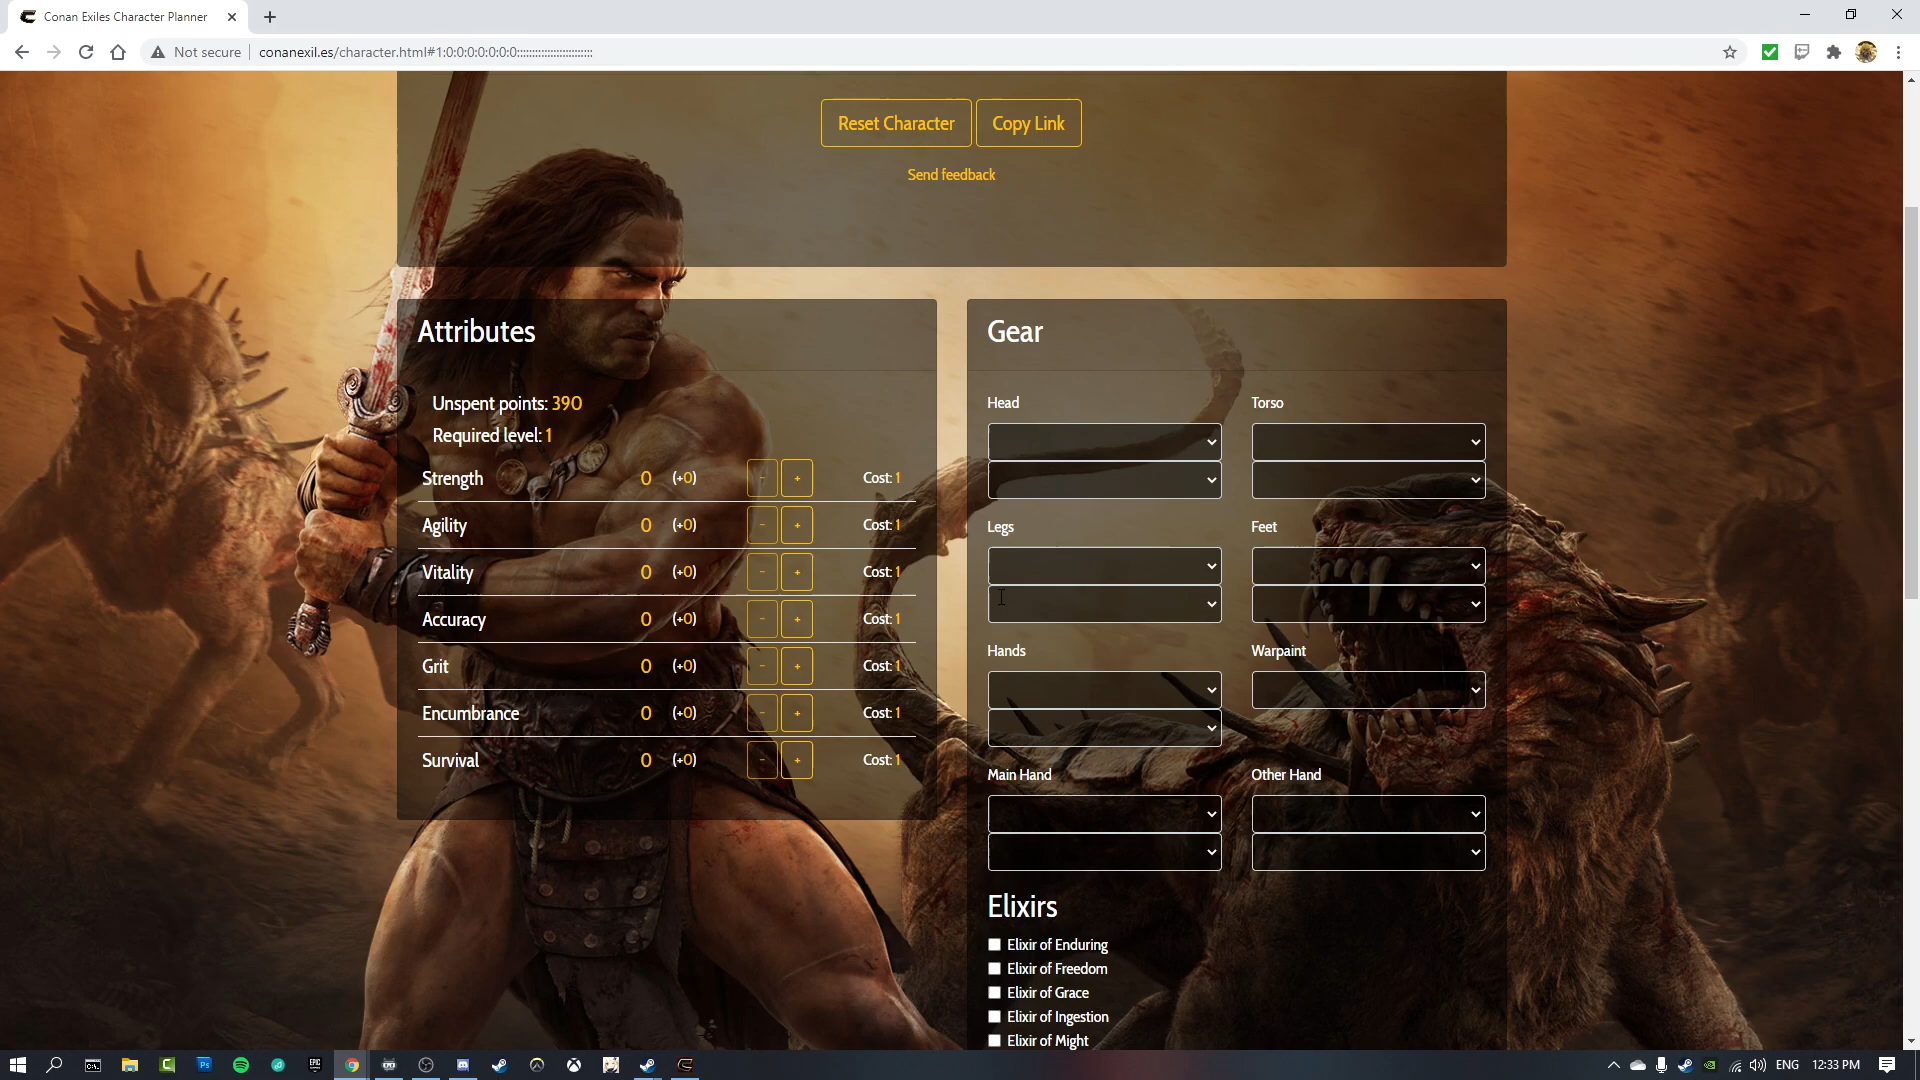 Conan Exiles Character Planner
Not secure
conanexil.es/character.html#1:0:0:0:0:0:0:0::::::::::::::::::::::::::
Reset Character
Copy Link
Send feedback
Attributes
Unspent points: 390
Required level: 1
Strength 0 (+0) - + Cost: 1
Agility 0 (+0) - + Cost: 1
Vitality 0 (+0) - + Cost: 1
Accuracy 0 (+0) - + Cost: 1
Grit 0 (+0) - + Cost: 1
Encumbrance 0 (+0) - + Cost: 1
Survival 0 (+0) - + Cost: 1
Gear
Head
Torso
Legs
Feet
Hands
Warpaint
Main Hand
Other Hand
Elixirs
Elixir of Enduring
Elixir of Freedom
Elixir of Grace
Elixir of Ingestion
Elixir of Might
Ps
EPIC
ENG
12:33 PM